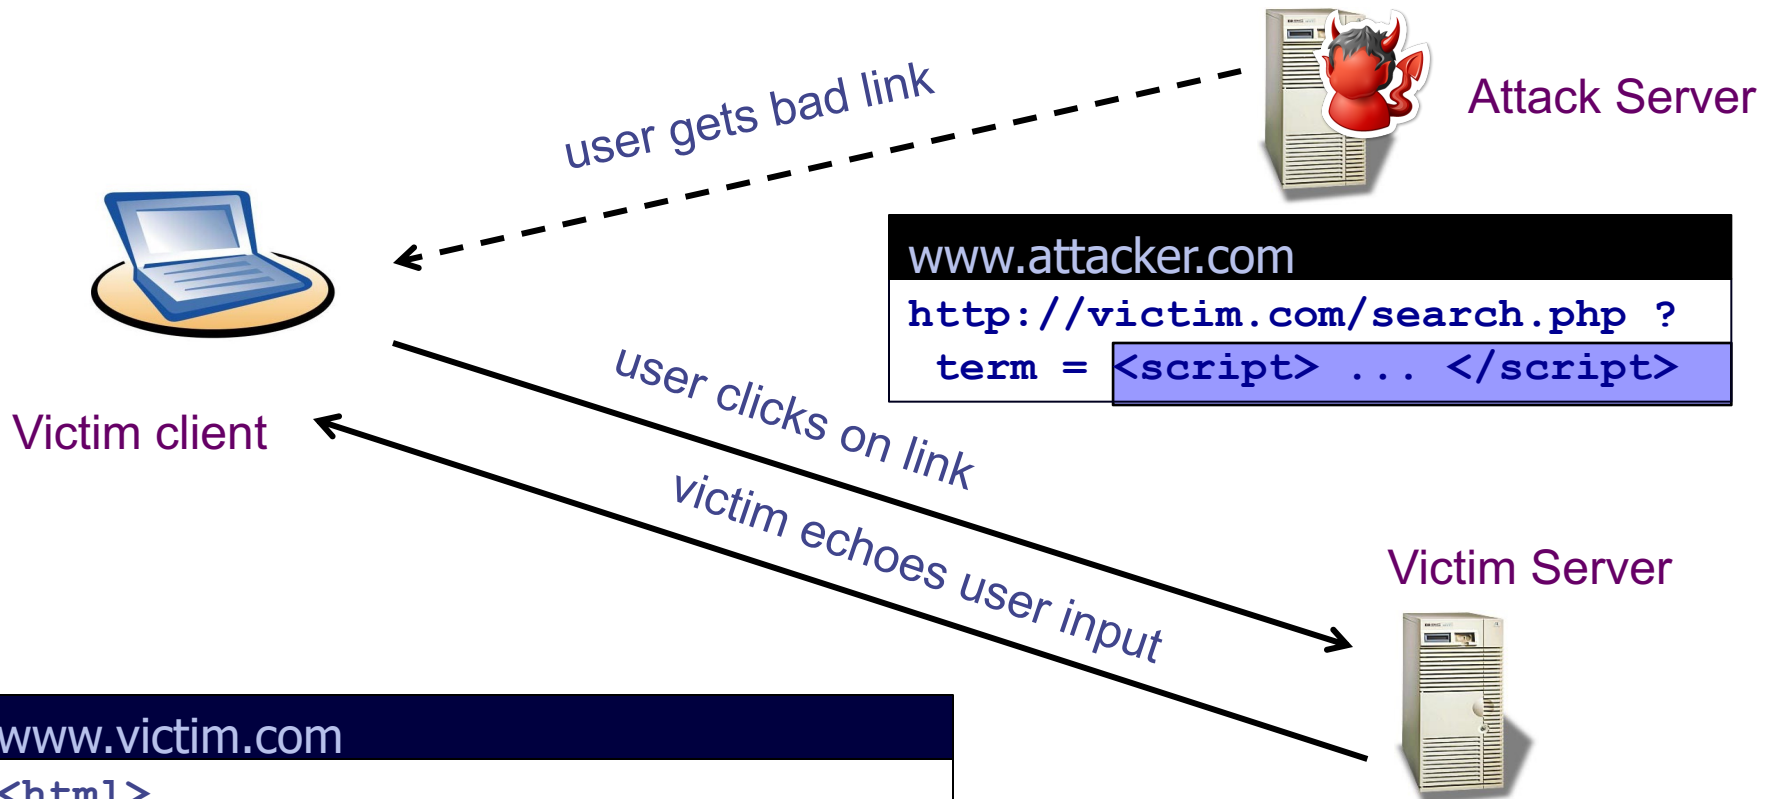 user gets bad link
Attack Server
www.attacker.com
http://victim.com/search.php ?
term = <script> ... </script>
Victim client
user clicks on link
victim echoes user input
Victim Server
www.victim.com
<html>